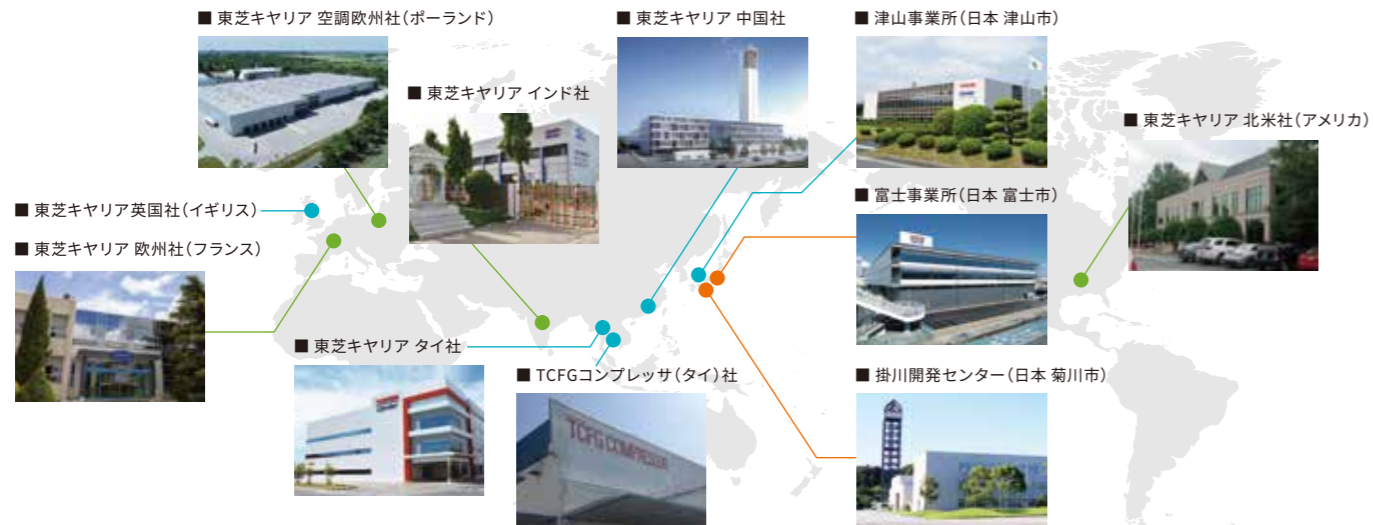 ■ 東芝キヤリア 空調欧州社（ポーランド）
■ 東芝キヤリア 中国社
■ 津山事業所（日本 津山市）
■ 東芝キヤリア インド社
■ 東芝キヤリア 北米社（アメリカ）
■ 東芝キヤリア英国社（イギリス）
■ 富士事業所（日本 富士市）
■ 東芝キヤリア 欧州社（フランス）
■ 東芝キヤリア タイ社
■ TCFGコンプレッサ（タイ）社
■ 掛川開発センター（日本 菊川市）
TCFG COMPRESSOR